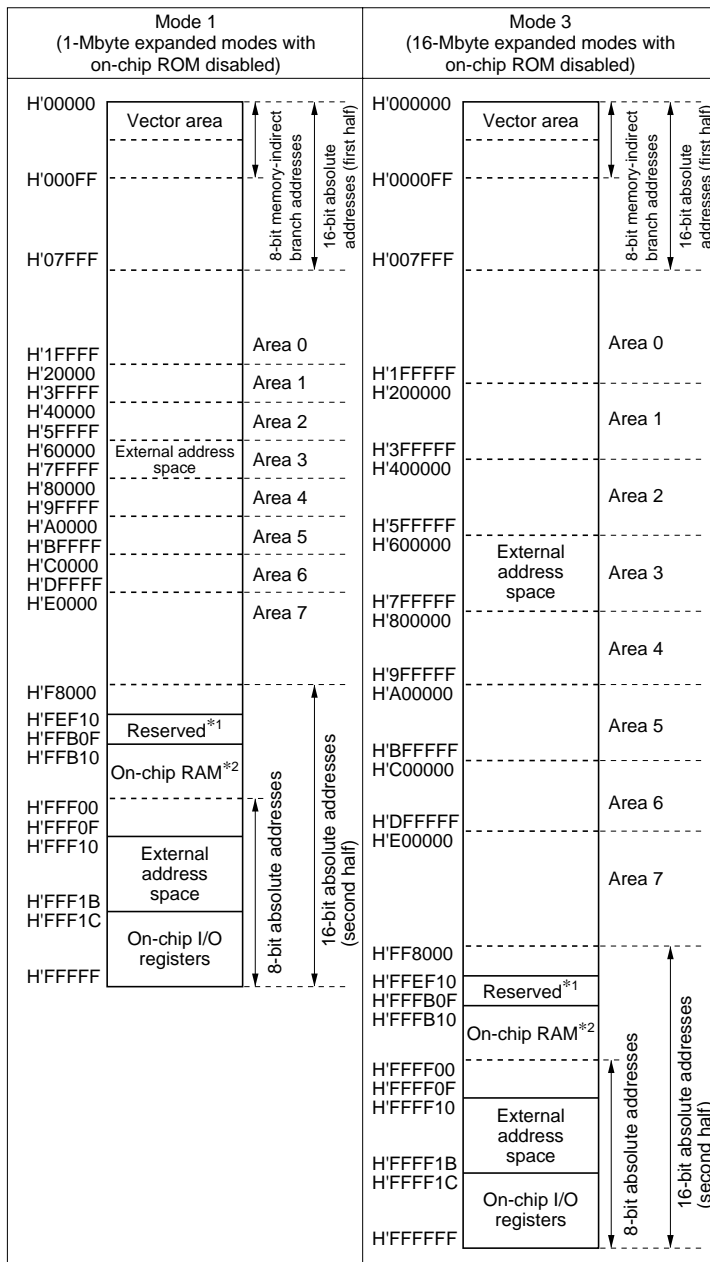 Mode 1
(1-Mbyte expanded modes with
on-chip ROM disabled)
H'00000
Vector area
H'000FF
H'07FFF
8-bit memory-indirect
branch addresses
16-bit absolute
addresses (first half)
H'1FFFF
Area 0
H'20000
H'3FFFF
Area 1
H'40000
H'5FFFF
Area 2
H'60000
H'7FFFF
External address
space
Area 3
H'80000
H'9FFFF
Area 4
H'A0000
H'BFFFF
Area 5
H'C0000
H'DFFFF
Area 6
H'E0000
Area 7
H'F8000
H'FEF10
H'FFB0F
Reserved*1
H'FFB10
On-chip RAM*2
H'FFF00
H'FFF0F
H'FFF10
External
address
space
H'FFF1B
H'FFF1C
On-chip I/O
registers
H'FFFFF
8-bit absolute addresses
16-bit absolute addresses
(second half)
Mode 3
(16-Mbyte expanded modes with
on-chip ROM disabled)
H'000000
Vector area
H'0000FF
H'007FFF
8-bit memory-indirect
branch addresses
16-bit absolute
addresses (first half)
Area 0
H'1FFFFF
H'200000
Area 1
H'3FFFFF
H'400000
Area 2
H'5FFFFF
H'600000
External
address
space
Area 3
H'7FFFFF
H'800000
Area 4
H'9FFFFF
H'A00000
Area 5
H'BFFFFF
H'C00000
Area 6
H'DFFFFF
H'E00000
Area 7
H'FF8000
H'FFEF10
H'FFFB0F
Reserved*1
H'FFFB10
On-chip RAM*2
H'FFFF00
H'FFFF0F
H'FFFF10
External
address
space
H'FFFF1B
H'FFFF1C
On-chip I/O
registers
H'FFFFFF
8-bit absolute addresses
16-bit absolute addresses
(second half)